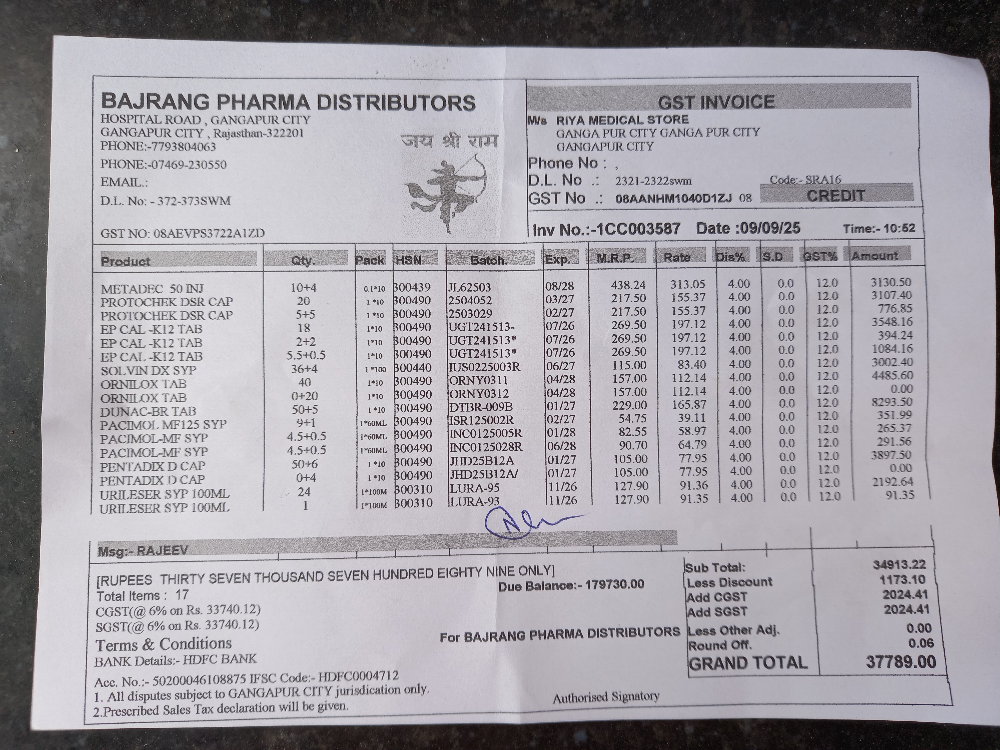 BAJRANG PHARMA DISTRIBUTORS
HOSPITAL ROAD , GANGAPUR CITY
GANGAPUR CITY , Rajasthan-322201
PHONE:-7793804063
PHONE:-07469-230550
EMAIL.:
D.L. No: - 372-373SWM
GST NO: 08AEVPS3722A1ZD
जय श्री राम
GST INVOICE
M/s RIYA MEDICAL STORE
GANGA PUR CITY GANGA PUR CITY
GANGAPUR CITY
Phone No : ,
D.L. No .: 2321-2322swm Code:- SRA16
GST No .: 08AANHM1040D1ZJ 08 CREDIT
Inv No.:-1CC003587 Date :09/09/25 Time:- 10:52
Product Qty. Pack HSN Batch. Exp. M.R.P. Rate Dis% S.D GST% Amount
METADEC 50 INJ 10+4 0.1*10 300439 JL62503 08/28 438.24 313.05 4.00 0.0 12.0 3130.50
PROTOCHEK DSR CAP 20 1*10 300490 2504052 03/27 217.50 155.37 4.00 0.0 12.0 3107.40
PROTOCHEK DSR CAP 5+5 1*10 300490 2503029 02/27 217.50 155.37 4.00 0.0 12.0 776.85
EP CAL -K12 TAB 18 1*10 300490 UGT241513- 07/26 269.50 197.12 4.00 0.0 12.0 3548.16
EP CAL -K12 TAB 2+2 1*10 300490 UGT241513* 07/26 269.50 197.12 4.00 0.0 12.0 394.24
EP CAL -K12 TAB 5.5+0.5 1*10 300490 UGT241513* 07/26 269.50 197.12 4.00 0.0 12.0 1084.16
SOLVIN DX SYP 36+4 1*100 300440 IUS0225003R 06/27 115.00 83.40 4.00 0.0 12.0 3002.40
ORNILOX TAB 40 1*10 300490 ORNY0311 04/28 157.00 112.14 4.00 0.0 12.0 4485.60
ORNILOX TAB 0+20 1*10 300490 ORNY0312 04/28 157.00 112.14 4.00 0.0 12.0 0.00
DUNAC-BR TAB 50+5 1*10 300490 DTBR-009B 01/27 229.00 165.87 4.00 0.0 12.0 8293.50
PACIMOL MF125 SYP 9+1 1*60ML 300490 ISR125002R 02/27 54.75 39.11 4.00 0.0 12.0 351.99
PACIMOL-MF SYP 4.5+0.5 1*60ML 300490 INC0125005R 01/28 82.55 58.97 4.00 0.0 12.0 265.37
PACIMOL-MF SYP 4.5+0.5 1*60ML 300490 INC0125028R 06/28 90.70 64.79 4.00 0.0 12.0 291.56
PENTADIX D CAP 50+6 1*10 300490 JHD25B12A 01/27 105.00 77.95 4.00 0.0 12.0 3897.50
PENTADIX D CAP 0+4 1*10 300490 JHD25B12A/ 01/27 105.00 77.95 4.00 0.0 12.0 0.00
URILESER SYP 100ML 24 1*100M 300310 LURA-95 11/26 127.90 91.36 4.00 0.0 12.0 2192.64
URILESER SYP 100ML 1 1*100M 300310 LURA-93 11/26 127.90 91.35 4.00 0.0 12.0 91.35
Msg:- RAJEEV
[RUPEES THIRTY SEVEN THOUSAND SEVEN HUNDRED EIGHTY NINE ONLY]
Total Items : 17 Due Balance:- 179730.00
CGST(@ 6% on Rs. 33740.12)
SGST(@ 6% on Rs. 33740.12)
Terms & Conditions
BANK Details:- HDFC BANK
Acc. No.:- 50200046108875 IFSC Code:- HDFC0004712
1. All disputes subject to GANGAPUR CITY jurisdication only.
2.Prescribed Sales Tax declaration will be given.
For BAJRANG PHARMA DISTRIBUTORS
Authorised Signatory
Sub Total: 34913.22
Less Discount 1173.10
Add CGST 2024.41
Add SGST 2024.41
Less Other Adj. 0.00
Round Off. 0.06
GRAND TOTAL 37789.00